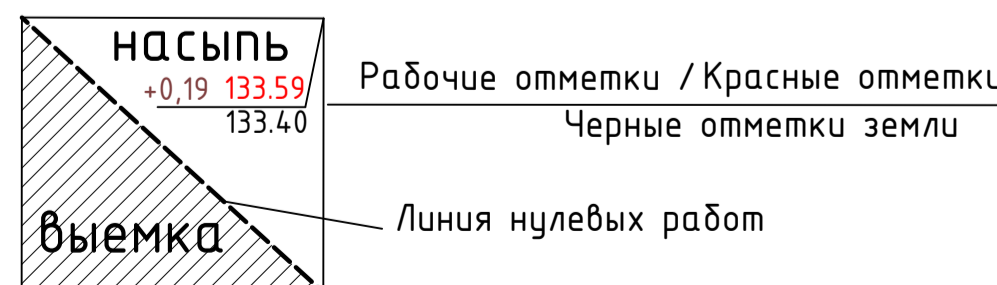 насыпь
+0,19 133.59
133.40
Рабочие отметки / Красные отметки
Черные отметки земли
Линия нулевых работ
выемка